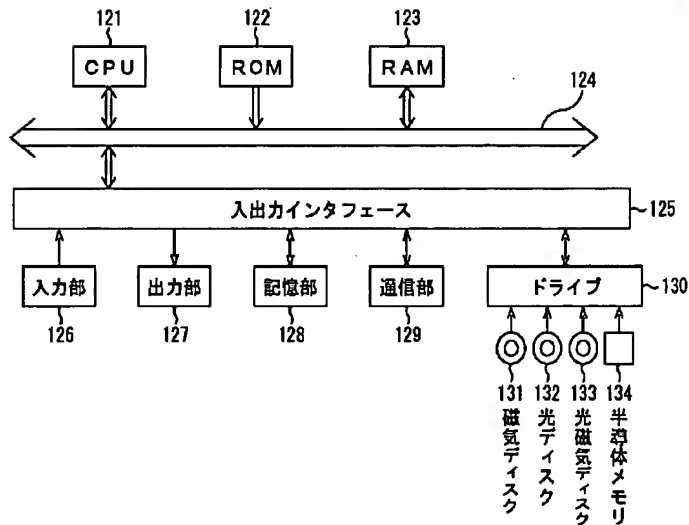 121
122
123
CPU
ROM
RAM
124
入出力インタフェース
125
入力部
出力部
記憶部
通信部
ドライブ
130
126
127
128
129
131
132
133
134
磁気ディスク
光ディスク
光磁気ディスク
半導体メモリ